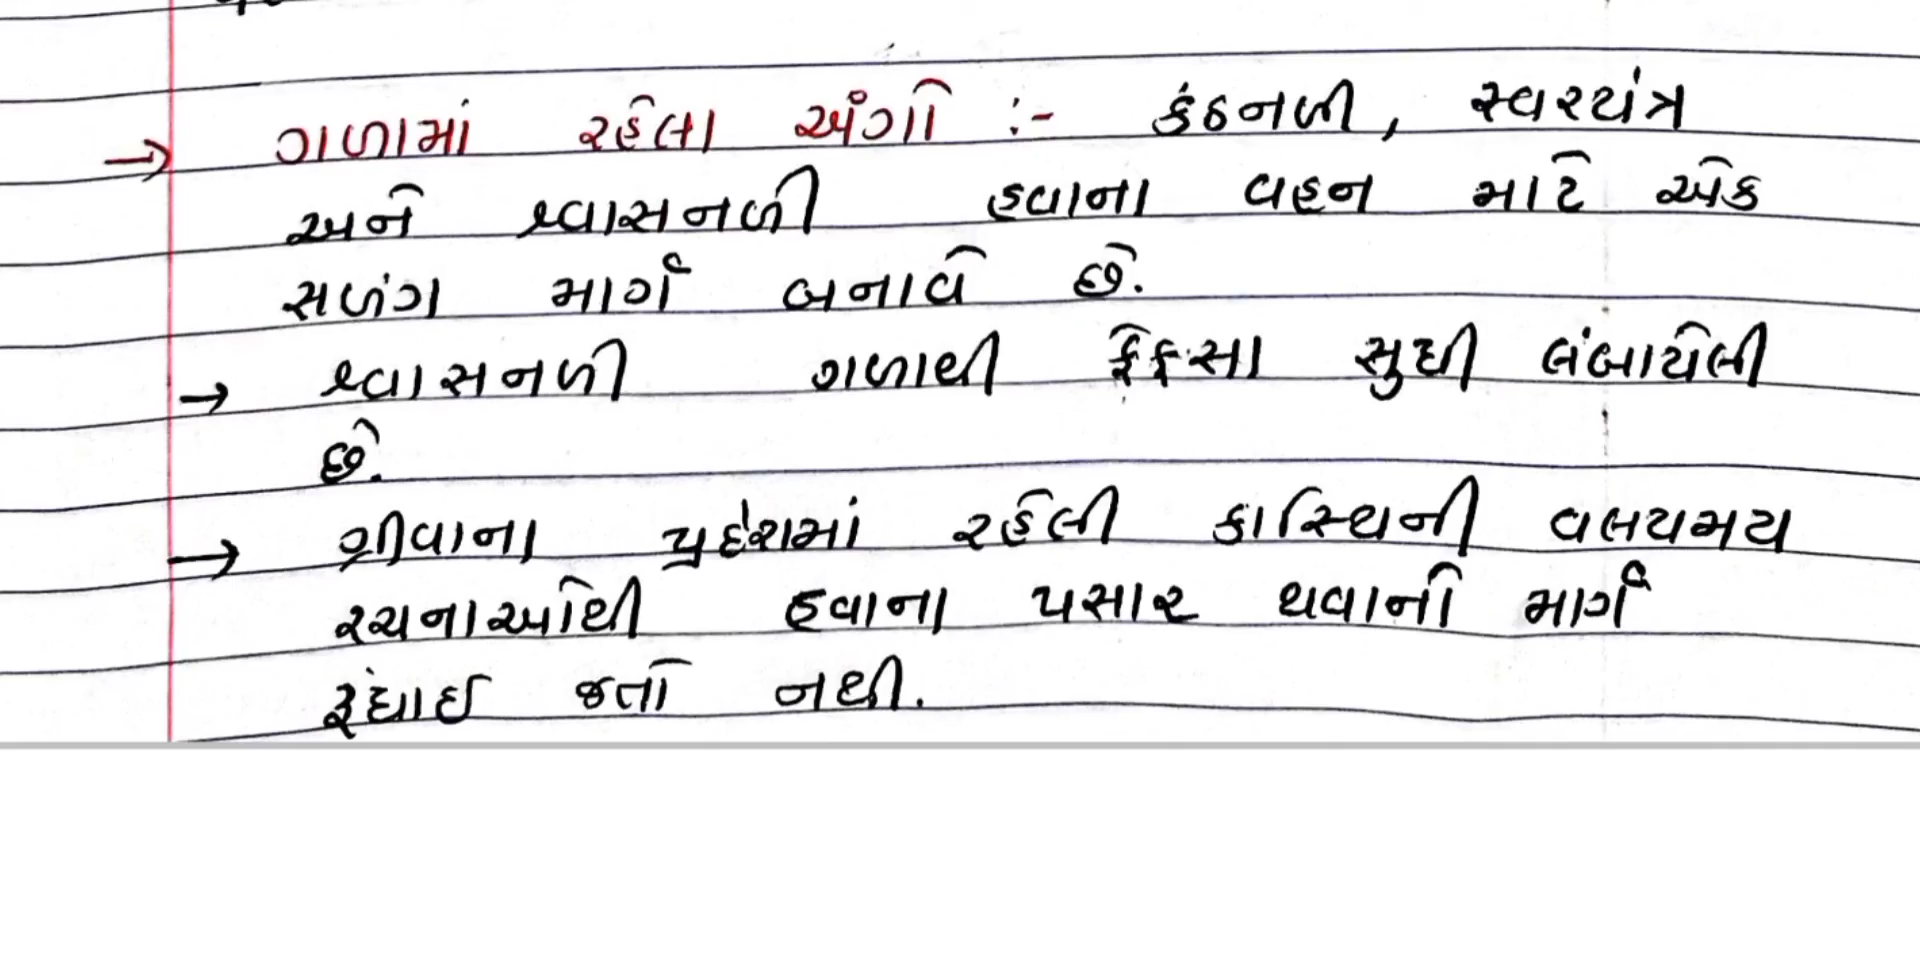 → ગળામાં રહેલા અંગો :- કંઠનળી, સ્વરયંત્ર
અને શ્વાસનળી હવાના વહન માટે એક
સળંગ માર્ગ બનાવે છે.
→ શ્વાસનળી ગળાથી ફેફસા સુધી લંબાયેલી
છે.
→ ગ્રીવાના પ્રદેશમાં રહેલી કાસ્થિની વલયમય
રચનાઓથી હવાના પસાર થવાનો માર્ગ
રૂંધાઈ જતો નથી.